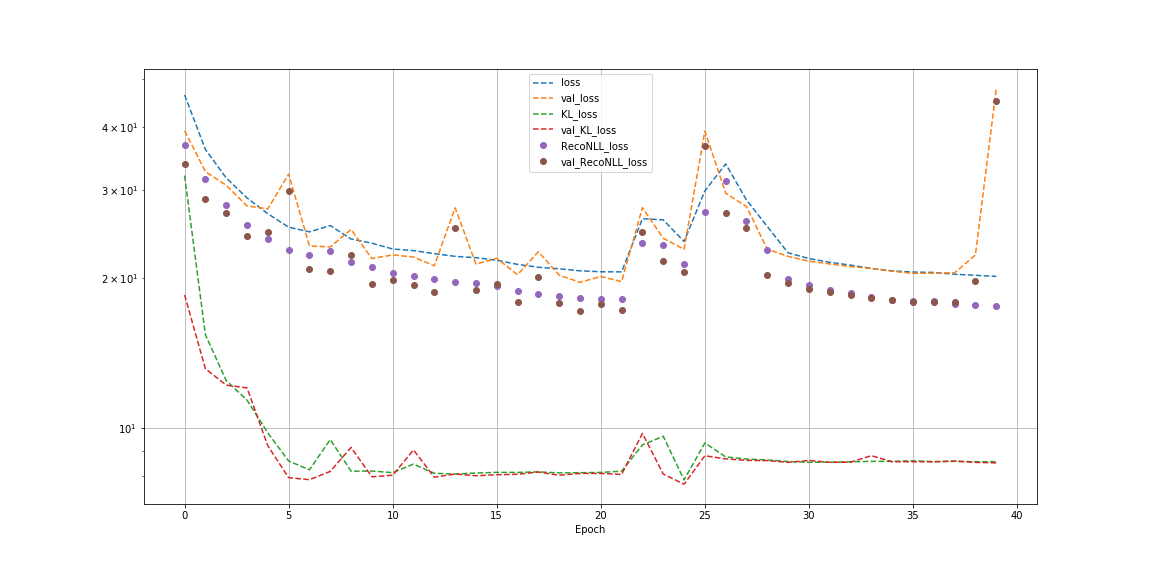 loss
val_loss
KL_loss
val_KL_loss
RecoNLL_loss
val_RecoNLL_loss
4 × 10¹
3 × 10¹
2 × 10¹
10¹
0 5 10 15 20 25 30 35 40
Epoch